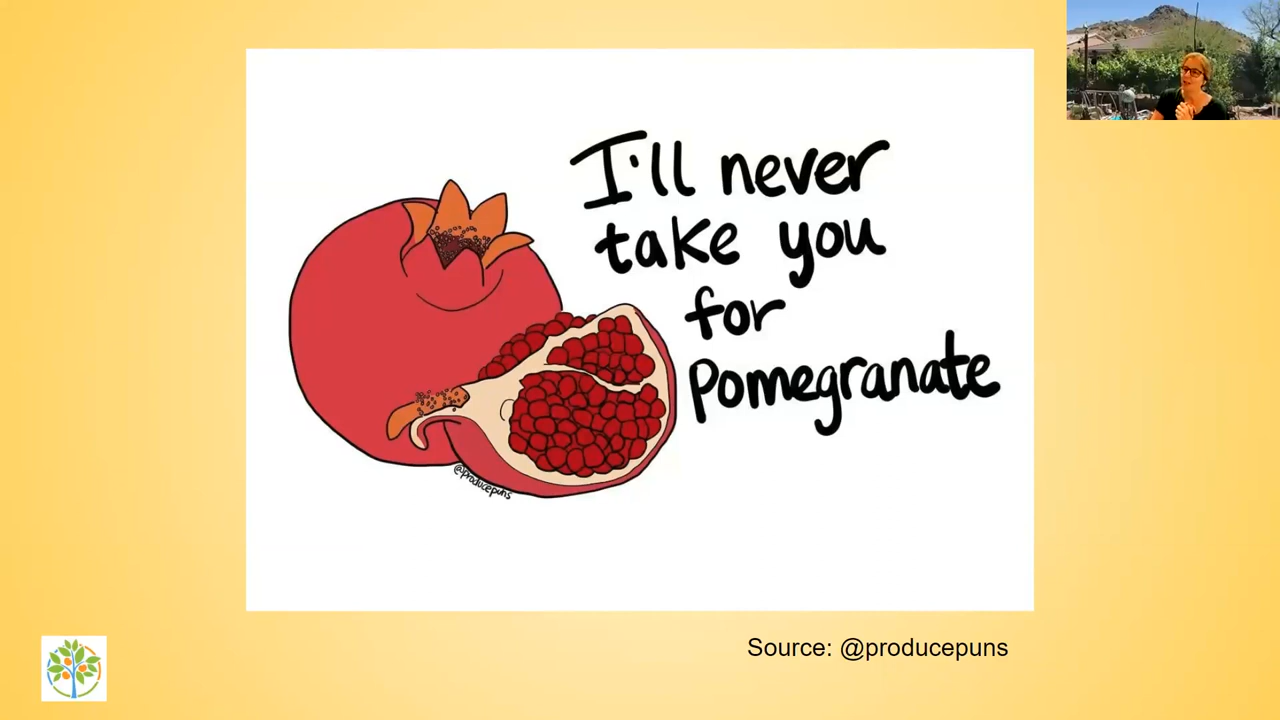 I'll never
take you
for
Pomegranate
@producepuns
Source: @producepuns